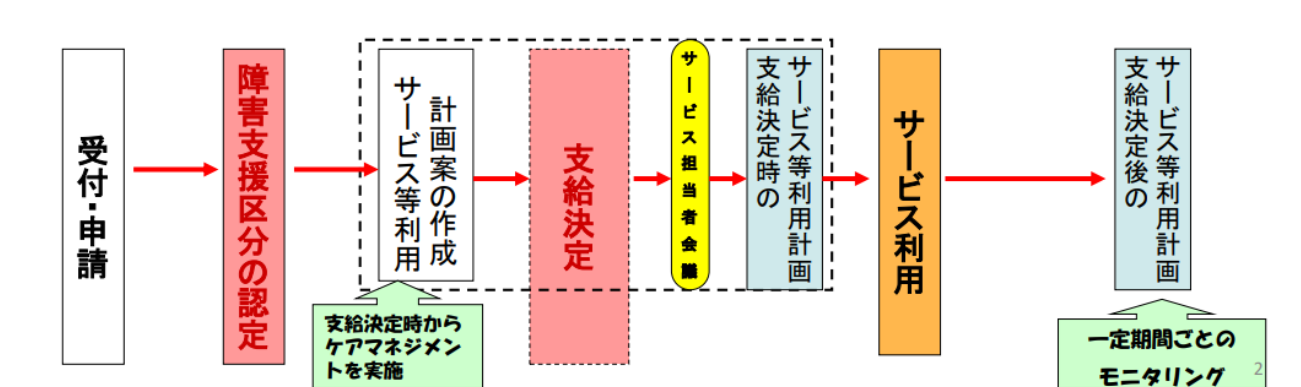 受付・申請
障害支援区分の認定
サービス等利用
計画案の作成
支給決定
サービス担当者会議
支給決定時の
サービス等利用計画
サービス利用
支給決定後の
サービス等利用計画
支給決定時から
ケアマネジメン
トを実施
一定期間ごとの
モニタリング
2